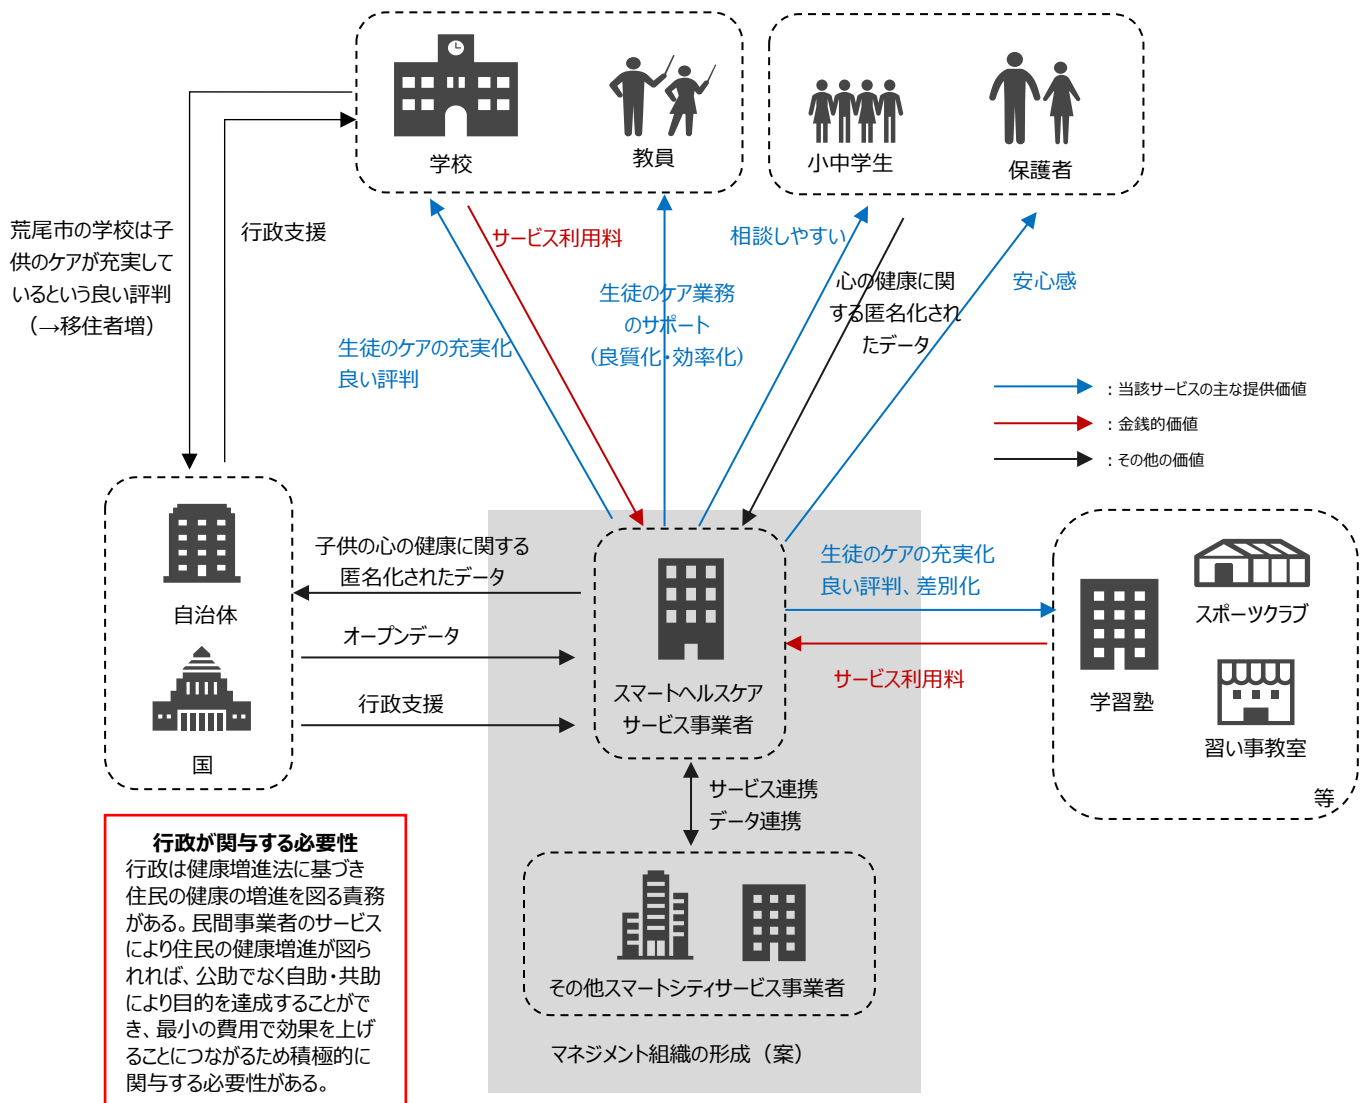 学校
教員
小中学生
保護者
荒尾市の学校は子
供のケアが充実して
いるという良い評判
（→移住者増）
行政支援
サービス利用料
生徒のケアの充実化
良い評判
生徒のケア業務
のサポート
(良質化・効率化)
相談しやすい
心の健康に関
する匿名化され
たデータ
安心感
：当該サービスの主な提供価値
：金銭的価値
：その他の価値
自治体
国
子供の心の健康に関する
匿名化されたデータ
オープンデータ
行政支援
スマートヘルスケア
サービス事業者
生徒のケアの充実化
良い評判、差別化
サービス利用料
スポーツクラブ
学習塾
習い事教室
等
サービス連携
データ連携
その他スマートシティサービス事業者
マネジメント組織の形成（案）
行政が関与する必要性
行政は健康増進法に基づき
住民の健康の増進を図る責務
がある。民間事業者のサービス
により住民の健康増進が図ら
れれば、公助でなく自助・共助
により目的を達成することがで
き、最小の費用で効果を上げ
ることにつながるため積極的に
関与する必要性がある。